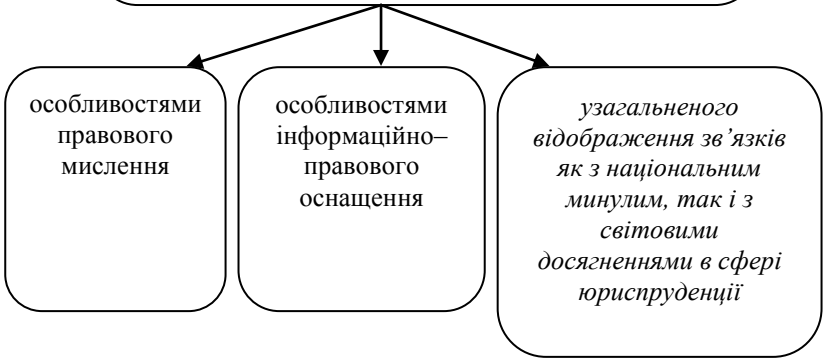 особливостями
правового
мислення
особливостями
інформаційно–
правового
оснащення
узагальненого
відображення зв’язків
як з національним
минулим, так і з
світовими
досягненнями в сфері
юриспруденції